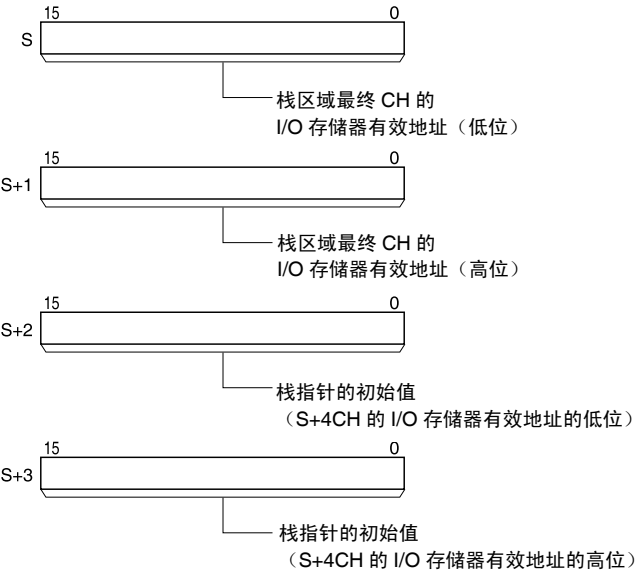 15 0
S
栈区域最终 CH 的
I/O 存储器有效地址（低位）
15 0
S+1
栈区域最终 CH 的
I/O 存储器有效地址（高位）
15 0
S+2
栈指针的初始值
（S+4CH 的 I/O 存储器有效地址的低位）
15 0
S+3
栈指针的初始值
（S+4CH 的 I/O 存储器有效地址的高位）